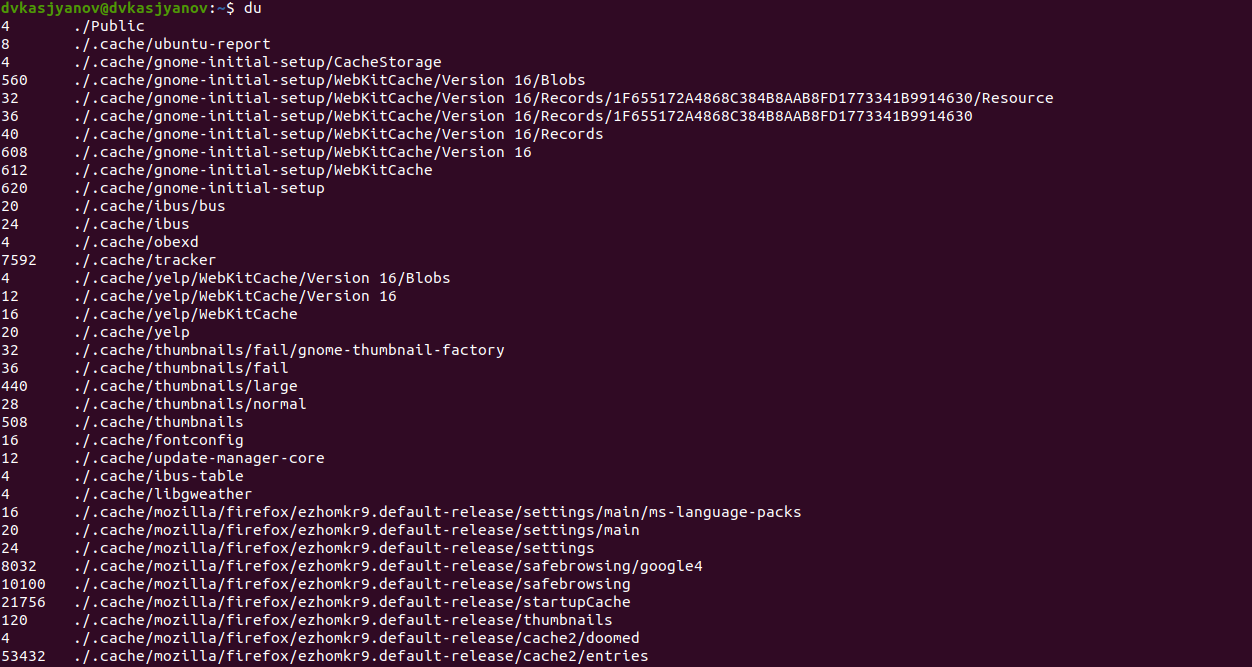 dvkasjyanov@dvkasjyanov:~$ du
4	./Public
8	./.cache/ubuntu-report
4	./.cache/gnome-initial-setup/CacheStorage
560	./.cache/gnome-initial-setup/WebKitCache/Version 16/Blobs
32	./.cache/gnome-initial-setup/WebKitCache/Version 16/Records/1F655172A4868C384B8AAB8FD1773341B9914630/Resource
36	./.cache/gnome-initial-setup/WebKitCache/Version 16/Records/1F655172A4868C384B8AAB8FD1773341B9914630
40	./.cache/gnome-initial-setup/WebKitCache/Version 16/Records
608	./.cache/gnome-initial-setup/WebKitCache/Version 16
612	./.cache/gnome-initial-setup/WebKitCache
620	./.cache/gnome-initial-setup
20	./.cache/ibus/bus
24	./.cache/ibus
4	./.cache/obexd
7592	./.cache/tracker
4	./.cache/yelp/WebKitCache/Version 16/Blobs
12	./.cache/yelp/WebKitCache/Version 16
16	./.cache/yelp/WebKitCache
20	./.cache/yelp
32	./.cache/thumbnails/fail/gnome-thumbnail-factory
36	./.cache/thumbnails/fail
440	./.cache/thumbnails/large
28	./.cache/thumbnails/normal
508	./.cache/thumbnails
16	./.cache/fontconfig
12	./.cache/update-manager-core
4	./.cache/ibus-table
4	./.cache/libgweather
16	./.cache/mozilla/firefox/ezhomkr9.default-release/settings/main/ms-language-packs
20	./.cache/mozilla/firefox/ezhomkr9.default-release/settings/main
24	./.cache/mozilla/firefox/ezhomkr9.default-release/settings
8032	./.cache/mozilla/firefox/ezhomkr9.default-release/safebrowsing/google4
10100	./.cache/mozilla/firefox/ezhomkr9.default-release/safebrowsing
21756	./.cache/mozilla/firefox/ezhomkr9.default-release/startupCache
120	./.cache/mozilla/firefox/ezhomkr9.default-release/thumbnails
4	./.cache/mozilla/firefox/ezhomkr9.default-release/cache2/doomed
53432	./.cache/mozilla/firefox/ezhomkr9.default-release/cache2/entries